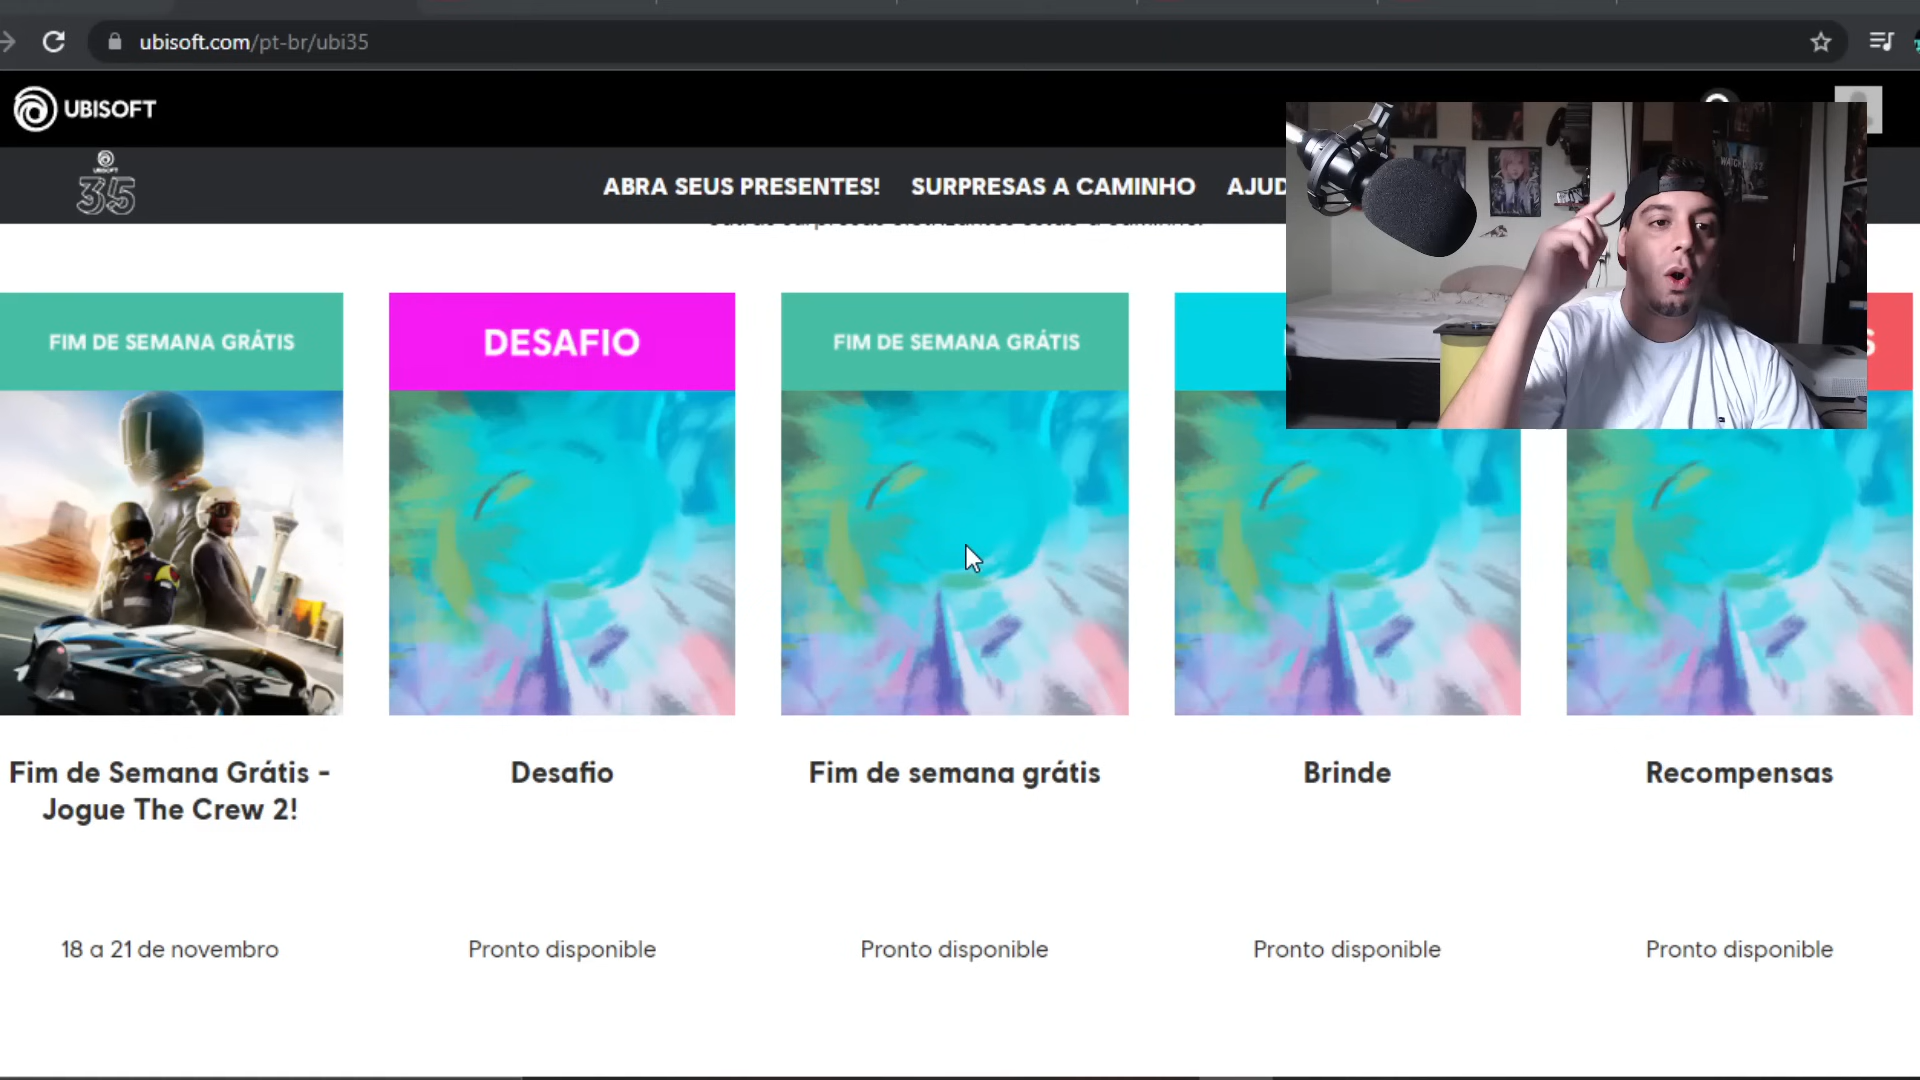 ubisoft.com/pt-br/ubi35
UBISOFT
UBISOFT
35
ABRA SEUS PRESENTES! SURPRESAS A CAMINHO AJUD
FIM DE SEMANA GRÁTIS
DESAFIO
FIM DE SEMANA GRÁTIS
S
Fim de Semana Grátis -
Jogue The Crew 2!
Desafio
Fim de semana grátis
Brinde
Recompensas
18 a 21 de novembro
Pronto disponible
Pronto disponible
Pronto disponible
Pronto disponible